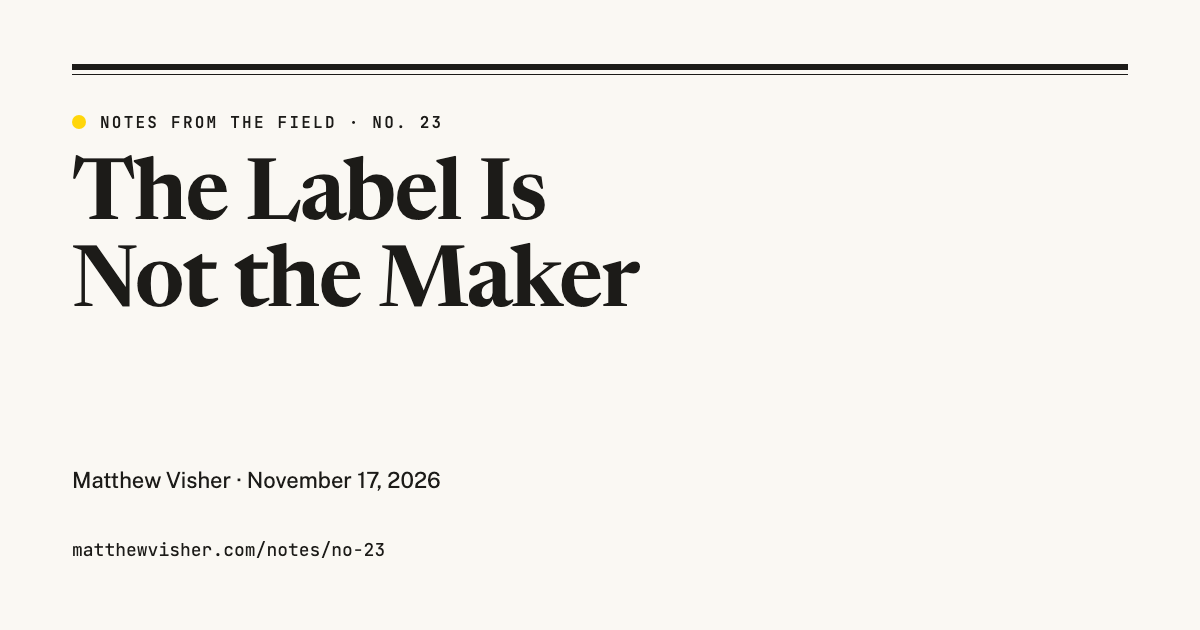 NOTES FROM THE FIELD · NO. 23
The Label Is
Not the Maker
Matthew Visher · November 17, 2026
matthewvisher.com/notes/no-23